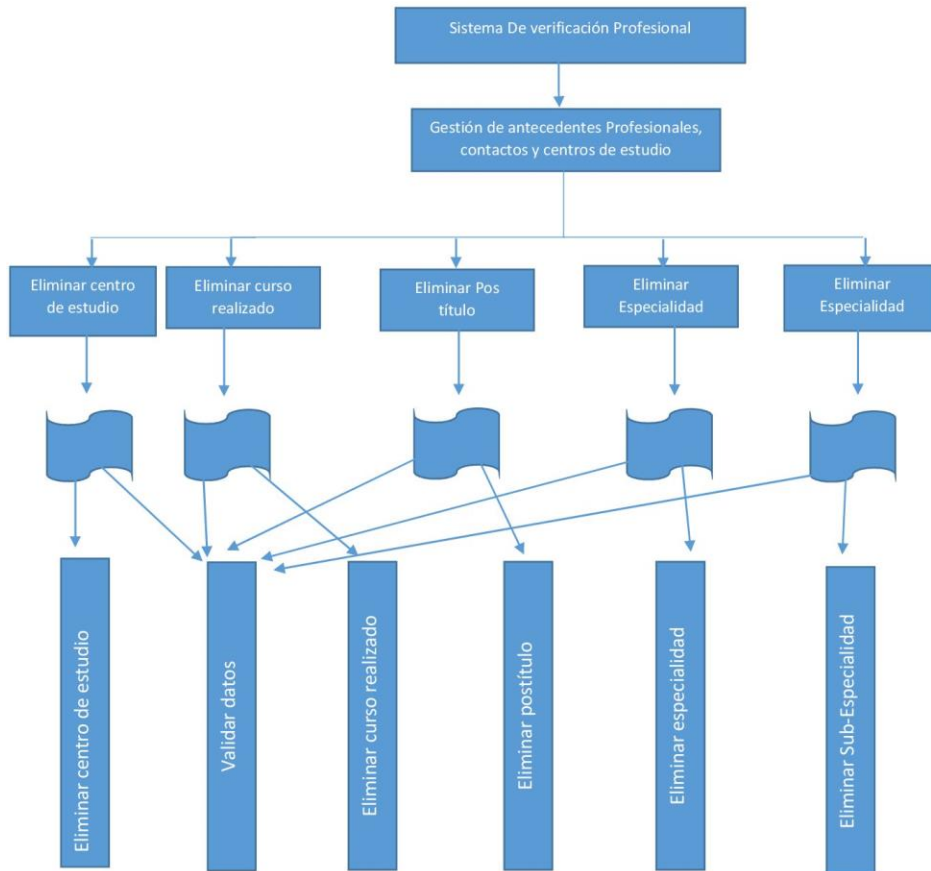 Sistema De verificación Profesional
Gestión de antecedentes Profesionales,
contactos y centros de estudio
Eliminar centro
de estudio
Eliminar curso
realizado
Eliminar Pos
título
Eliminar
Especialidad
Eliminar
Especialidad
Eliminar centro de estudio
Validar datos
Eliminar curso realizado
Eliminar postítulo
Eliminar especialidad
Eliminar Sub-Especialidad